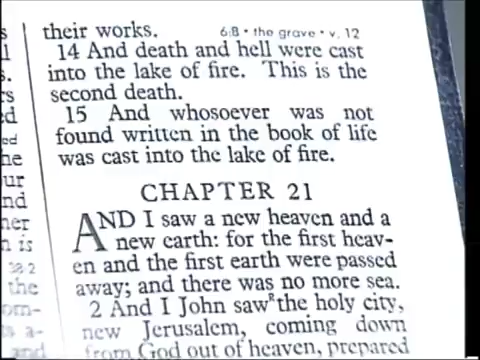 their works.
6:8 • the grave • v. 12
14 And death and hell were cast
into the lake of fire. This is the
second death.
15 And whosoever was not
found written in the book of life
was cast into the lake of fire.
CHAPTER 21
AND I saw a new heaven and a
new earth: for the first heav-
en and the first earth were passed
away; and there was no more sea.
2 And I John saw the holy city,
new Jerusalem, coming down
from God out of heaven, prepared